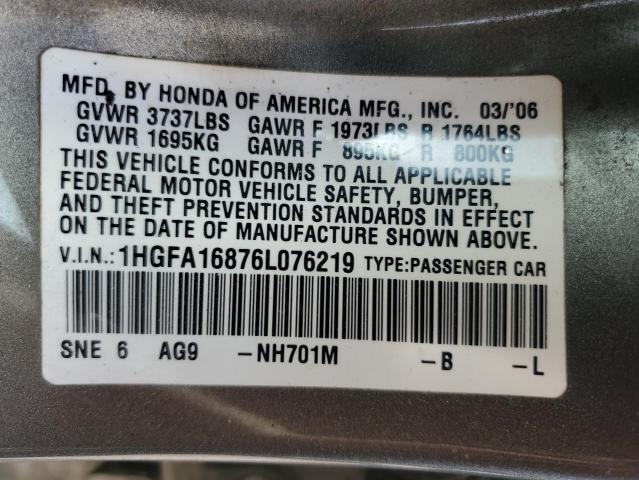 MFD. BY HONDA OF AMERICA MFG., INC. 03/'06
GVWR 3737LBS GAWR F 1973LBS R 1764LBS
GVWR 1695KG GAWR F 895KG R 800KG
THIS VEHICLE CONFORMS TO ALL APPLICABLE
FEDERAL MOTOR VEHICLE SAFETY, BUMPER,
AND THEFT PREVENTION STANDARDS IN EFFECT
ON THE DATE OF MANUFACTURE SHOWN ABOVE.
V.I.N.: 1HGFA16876L076219 TYPE:PASSENGER CAR
SNE 6 AG9 -NH701M -B -L